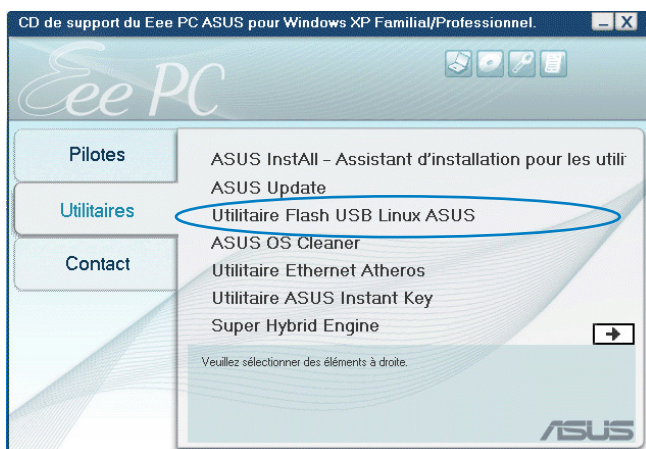 CD de support du Eee PC ASUS pour Windows XP Familial/Professionnel.
Eee PC
Pilotes
Utilitaires
Contact
ASUS InstAll - Assistant d'installation pour les utili
ASUS Update
Utilitaire Flash USB Linux ASUS
ASUS OS Cleaner
Utilitaire Ethernet Atheros
Utilitaire ASUS Instant Key
Super Hybrid Engine
Veuillez sélectionner des éléments à droite.
ASUS